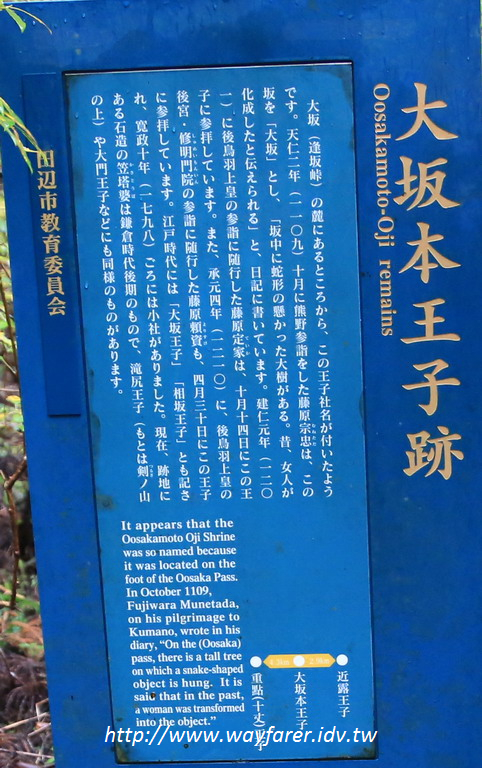 大坂本王子跡
Oosakamoto-Oji remains
大坂（逢坂峠）の麓にあるところから、この王子社名が付いたよう
です。天仁二年（一一〇九）十月に熊野参詣をした藤原宗忠は、この
坂を「大坂」とし、「坂中に蛇形の懸かった大樹がある。昔、女人が
化成したと伝えられる」と、日記に書いています。建仁元年（一二〇
一）に後鳥羽上皇の参詣に随行した藤原定家は、十月十四日にこの王
子に参拝しています。また、承元四年（一二一〇）に、後鳥羽上皇の
後宮・修明門院の参詣に随行した藤原頼資も、四月三十日にこの王子
に参拝しています。江戸時代には「大坂王子」「相坂王子」とも記さ
れ、寛政十年（一七九八）ごろには小社がありました。現在、跡地に
ある石造の笠塔婆は鎌倉時代後期のもので、滝尻王子（もとは剣ノ山
の上）や大門王子などにも同様のものがあります。
田辺市教育委員会
It appears that the
Oosakamoto Oji Shrine
was so named because
it was located on the
foot of the Oosaka Pass.
In October 1109,
Fujiwara Munetada,
on his pilgrimage to
Kumano, wrote in his
diary, “On the (Oosaka)
pass, there is a tall tree
on which a snake-shaped
object is hung. It is
said that in the past,
a woman was transformed
into the object.”
近露王子
大坂本王子
重點（十丈）王子
http://www.wayfarer.idv.tw